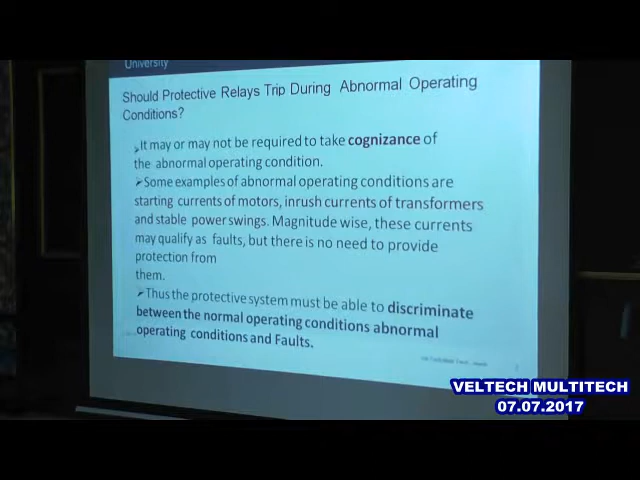 University
Should Protective Relays Trip During Abnormal Operating
Conditions?
➢It may or may not be required to take cognizance of
the abnormal operating condition.
➢Some examples of abnormal operating conditions are
starting currents of motors, inrush currents of transformers
and stable power swings. Magnitude wise, these currents
may qualify as faults, but there is no need to provide
protection from
them.
➢Thus the protective system must be able to discriminate
between the normal operating conditions abnormal
operating conditions and Faults.
VELTECH MULTITECH
07.07.2017